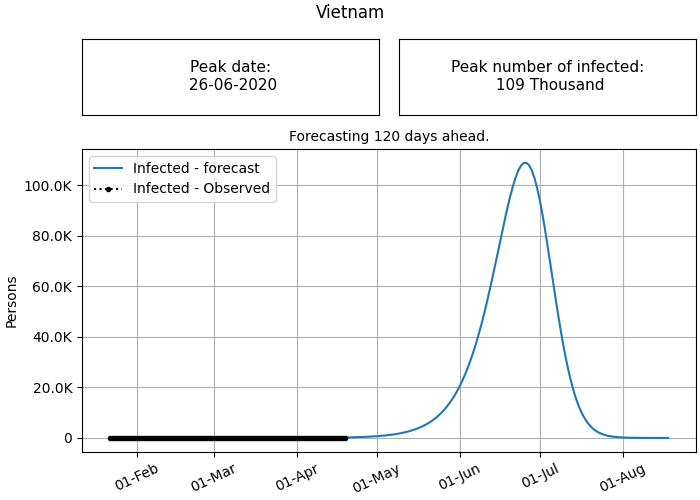 Vietnam
Peak date:
26-06-2020
Peak number of infected:
109 Thousand
Forecasting 120 days ahead.
Infected - forecast
Infected - Observed
Persons
100.0K
80.0K
60.0K
40.0K
20.0K
0
01-Feb
01-Mar
01-Apr
01-May
01-Jun
01-Jul
01-Aug